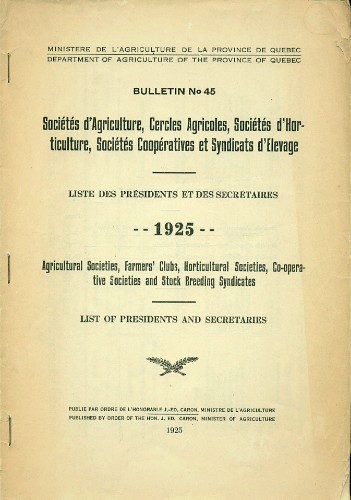 MINISTERE DE L'AGRICULTURE DE LA PROVINCE DE QUEBEC
DEPARTMENT OF AGRICULTURE OF THE PROVINCE OF QUEBEC
BULLETIN No 45
Sociétés d'Agriculture, Cercles Agricoles, Sociétés d'Hor-
ticulture, Sociétés Coopératives et Syndicats d'Elevage
LISTE DES PRÉSIDENTS ET DES SECRÉTAIRES
-- 1925 --
Agricultural Societies, Farmers' Clubs, Horticultural Societies, Co-opera-
tive Societies and Stock Breeding Syndicates
LIST OF PRESIDENTS AND SECRETARIES
PUBLIE PAR ORDRE DE L'HONORABLE J.-ED. CARON, MINISTRE DE L'AGRICULTURE
PUBLISHED BY ORDER OF THE HON. J. ED. CARON, MINISTER OF AGRICULTURE
1925